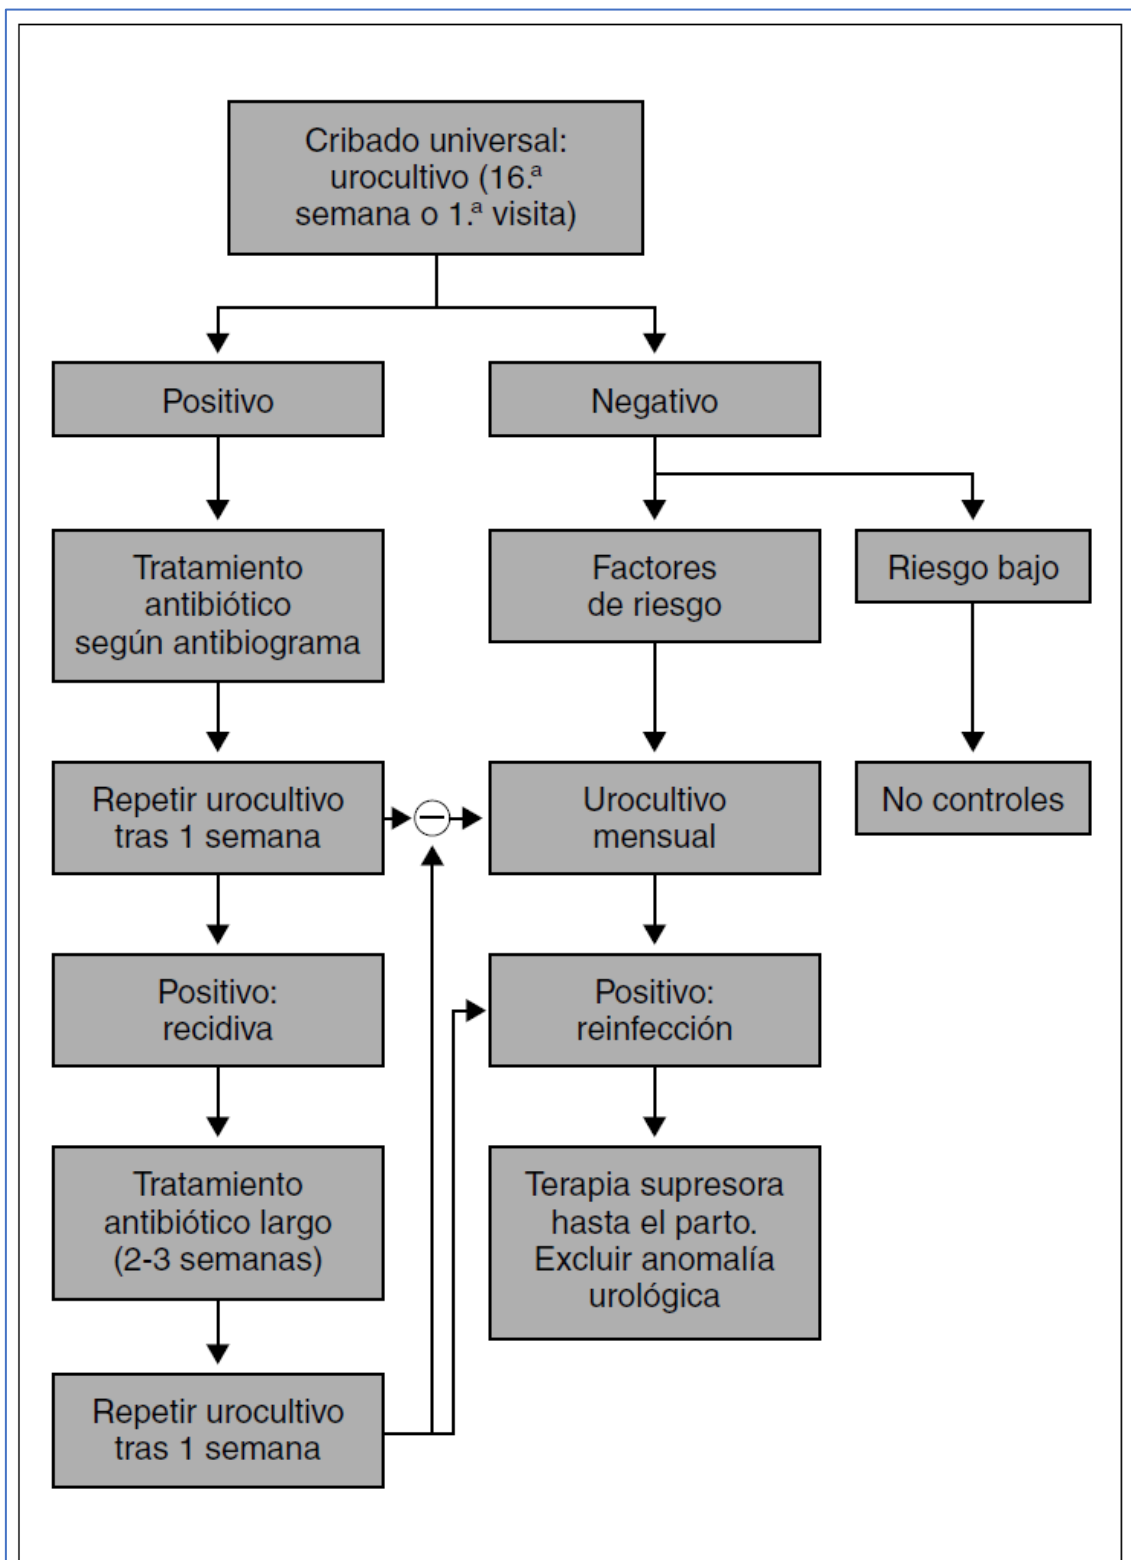 Cribado universal:
urocultivo (16.ª
semana o 1.ª visita)
Positivo
Negativo
Tratamiento
antibiótico
según antibiograma
Factores
de riesgo
Riesgo bajo
Repetir urocultivo
tras 1 semana
Urocultivo
mensual
No controles
Positivo:
recidiva
Positivo:
reinfección
Tratamiento
antibiótico largo
(2-3 semanas)
Terapia supresora
hasta el parto.
Excluir anomalía
urológica
Repetir urocultivo
tras 1 semana